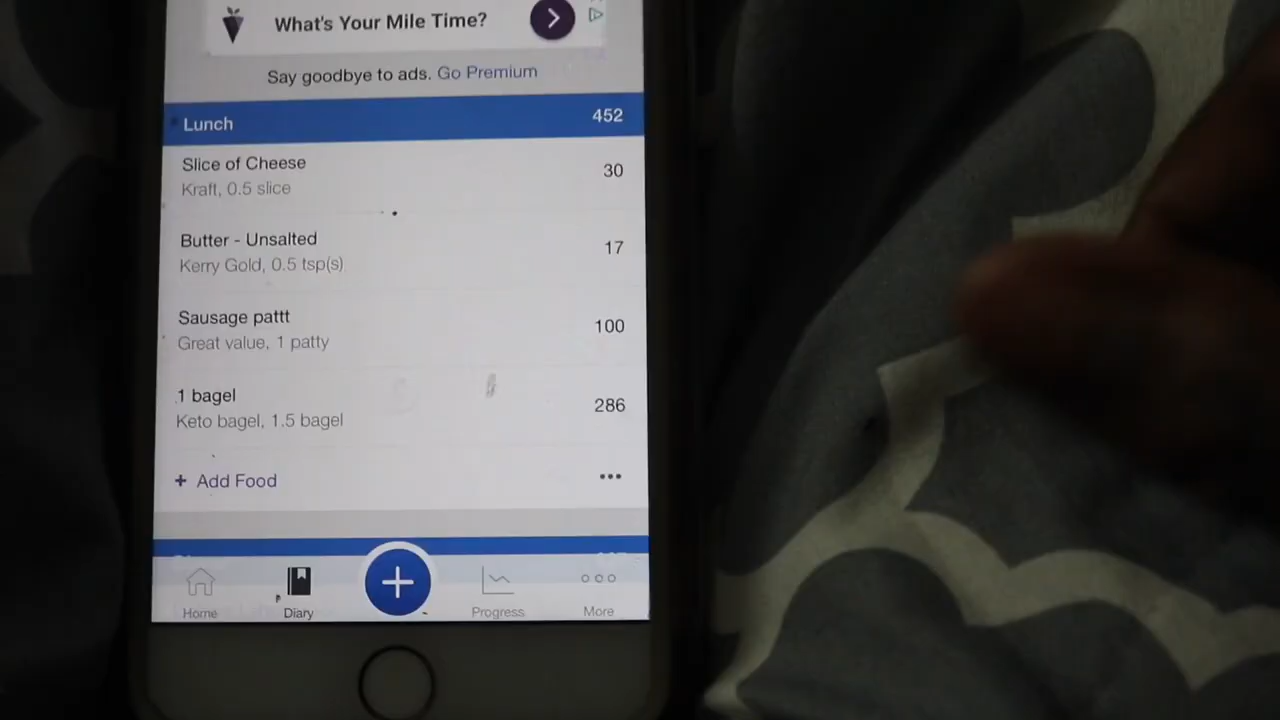 What's Your Mile Time?
Say goodbye to ads. Go Premium
Lunch 452
Slice of Cheese 30
Kraft, 0.5 slice
Butter - Unsalted 17
Kerry Gold, 0.5 tsp(s)
Sausage pattt 100
Great value, 1 patty
1 bagel 286
Keto bagel, 1.5 bagel
+ Add Food
Home Diary Progress More